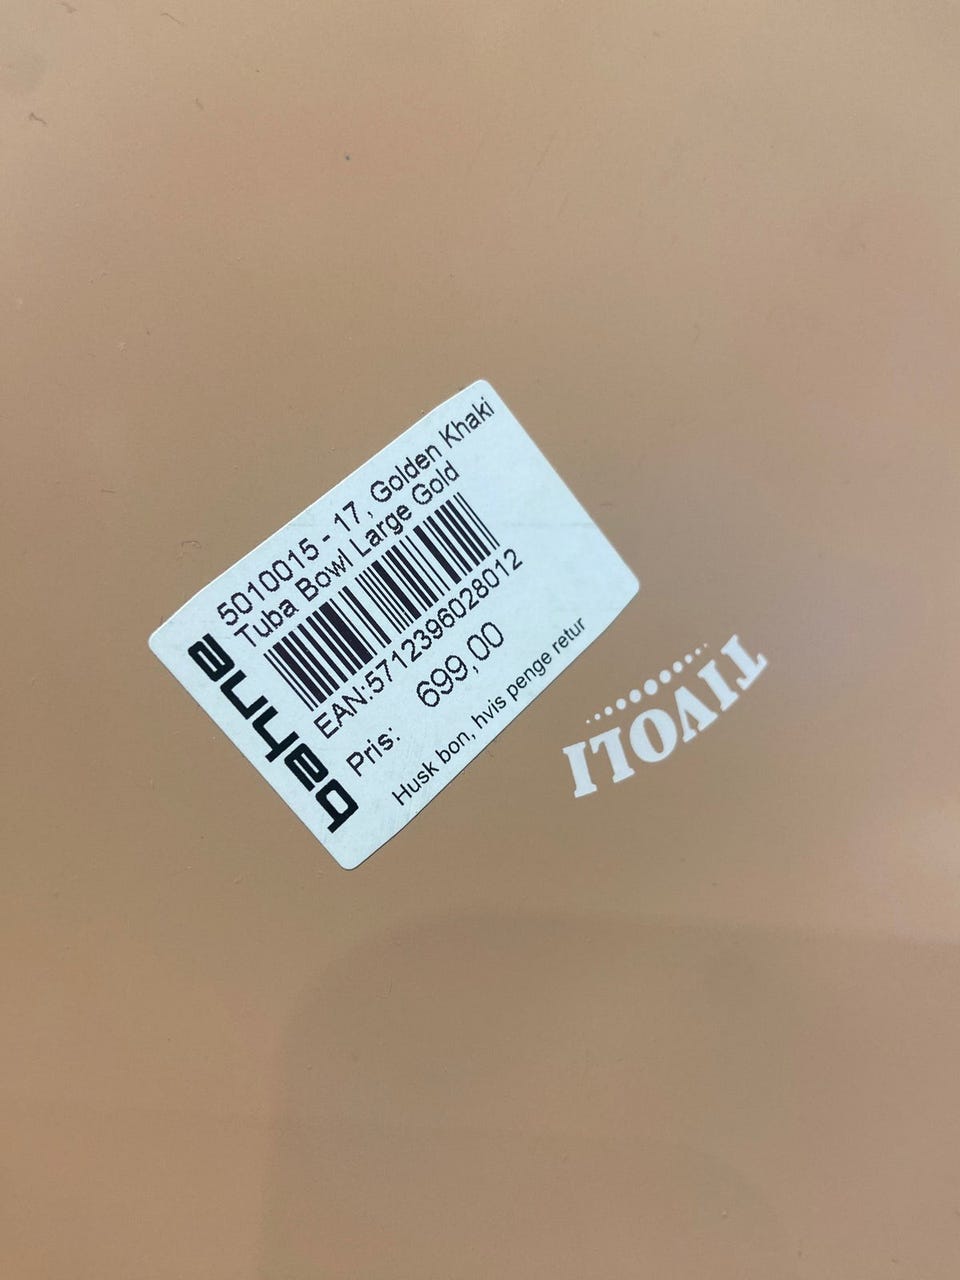 5010015 - 17, Golden Khaki
Tuba Bowl Large Gold
EAN:5712396028012
Pris: 699,00
Husk bon, hvis penge retur
bahne
TIVOLI